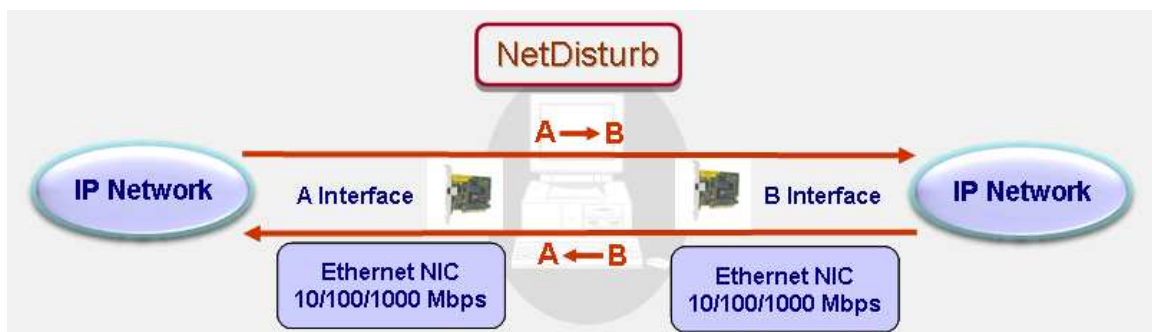 NetDisturb
A → B
IP Network
A Interface
B Interface
IP Network
A ← B
Ethernet NIC
10/100/1000 Mbps
Ethernet NIC
10/100/1000 Mbps